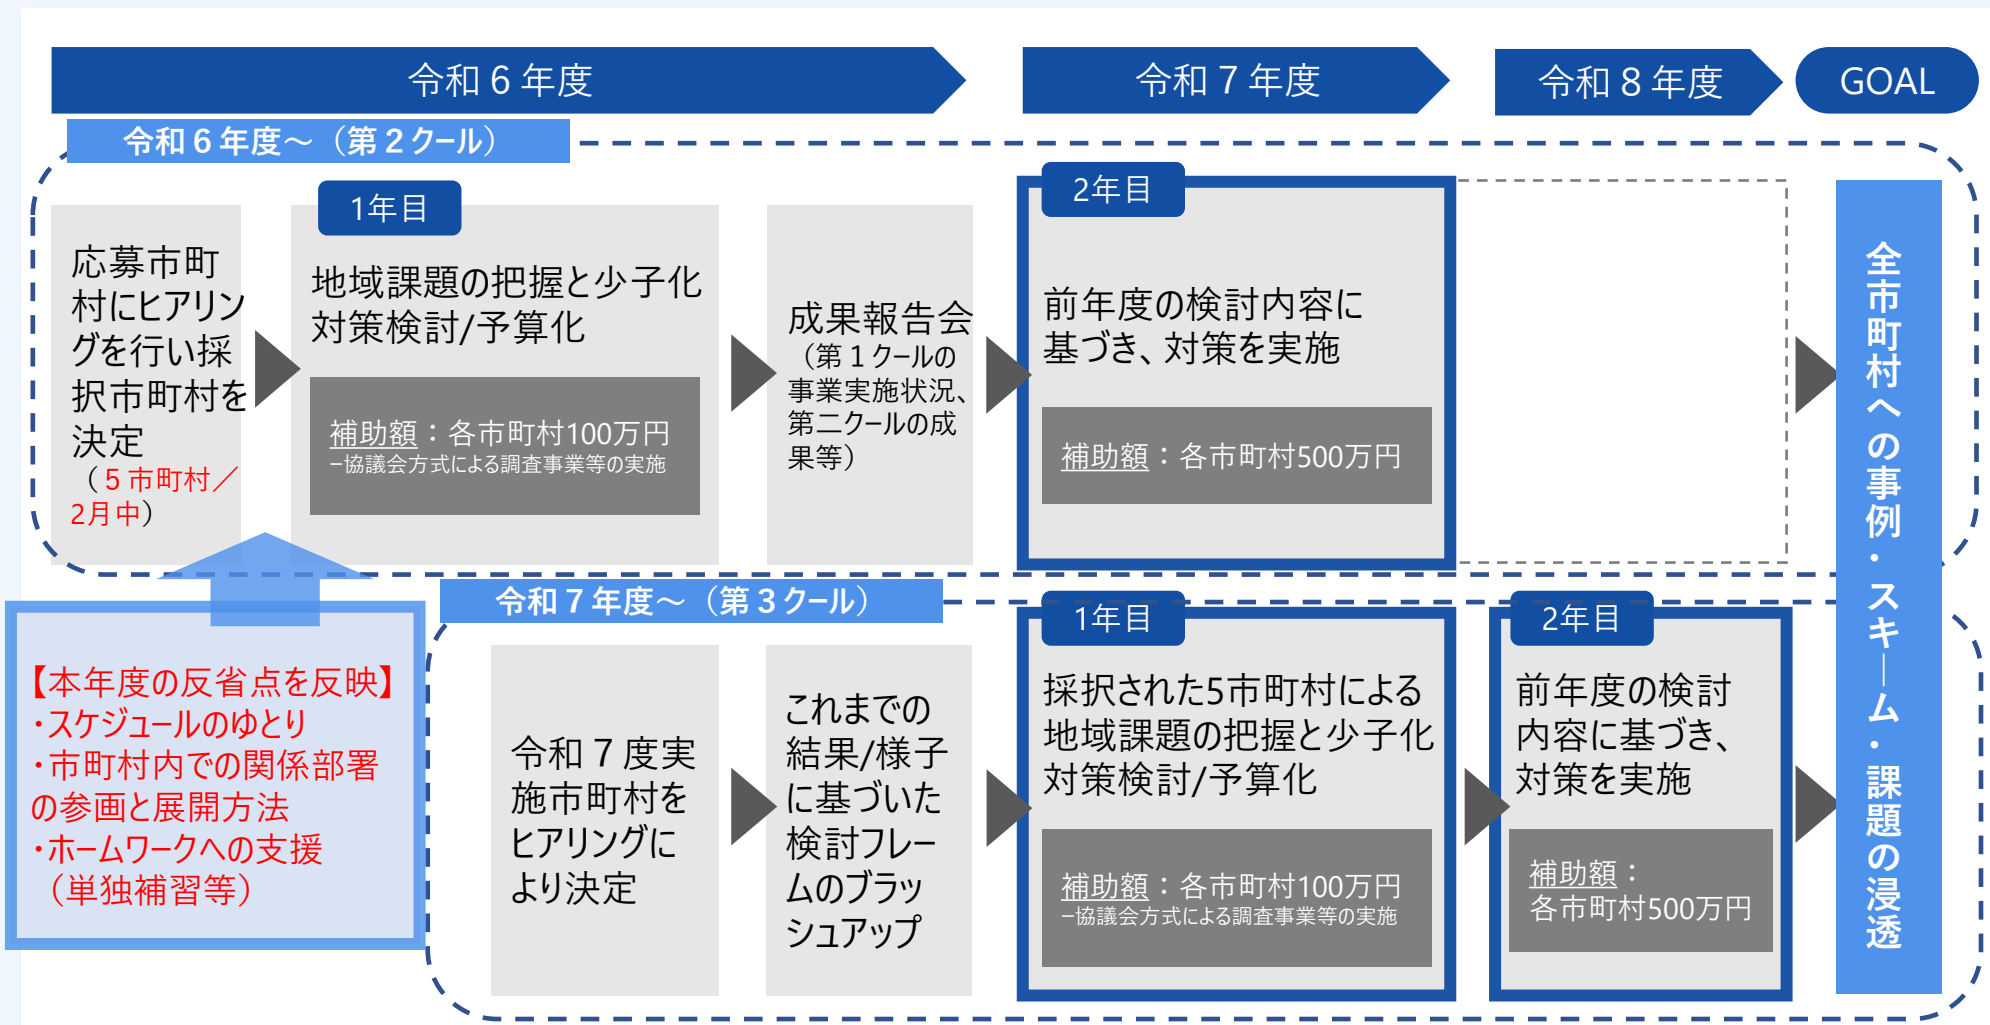 令和６年度
令和７年度
令和８年度
GOAL
令和６年度～（第２クール）
応募市町
村にヒアリン
グを行い採
択市町村を
決定
（５市町村／
2月中）
1年目
地域課題の把握と少子化
対策検討/予算化
補助額：各市町村100万円
−協議会方式による調査事業等の実施
成果報告会
（第１クールの
事業実施状況、
第二クールの成
果等）
2年目
前年度の検討内容に
基づき、対策を実施
補助額：各市町村500万円
全市町村への事例・スキーム・課題の浸透
【本年度の反省点を反映】
・スケジュールのゆとり
・市町村内での関係部署
の参画と展開方法
・ホームワークへの支援
（単独補習等）
令和７年度～（第３クール）
令和７度実
施市町村を
ヒアリングに
より決定
これまでの
結果/様子
に基づいた
検討フレー
ムのブラッ
シュアップ
1年目
採択された5市町村による
地域課題の把握と少子化
対策検討/予算化
補助額：各市町村100万円
−協議会方式による調査事業等の実施
2年目
前年度の検討
内容に基づき、
対策を実施
補助額：
各市町村500万円